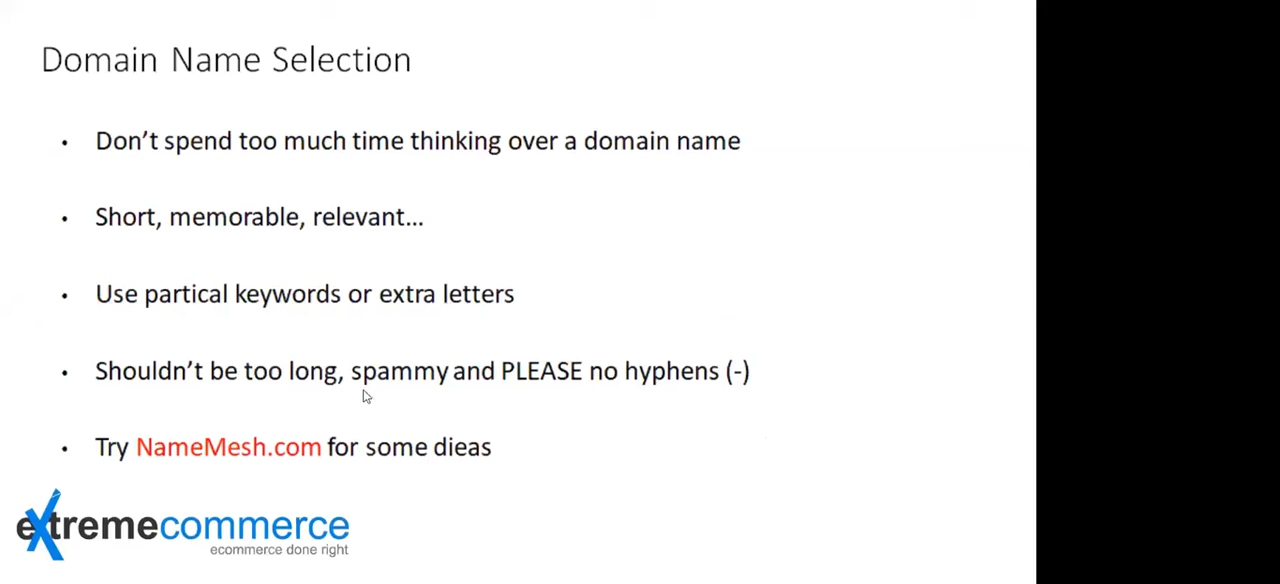 Domain Name Selection
• Don't spend too much time thinking over a domain name
• Short, memorable, relevant...
• Use partical keywords or extra letters
• Shouldn't be too long, spammy and PLEASE no hyphens (-)
• Try NameMesh.com for some dieas
extremecommerce
ecommerce done right